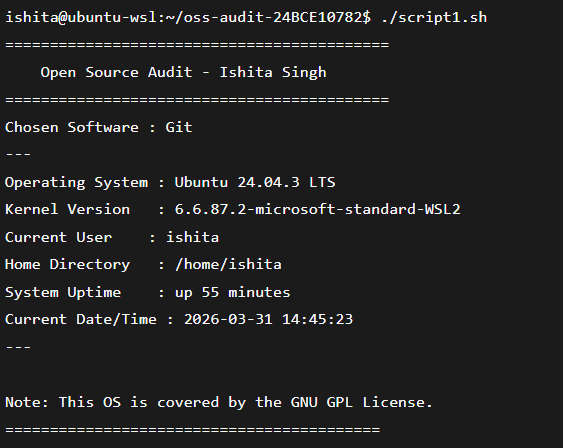 ishita@ubuntu-wsl:~/oss-audit-24BCE10782$ ./script1.sh
===========================================
    Open Source Audit - Ishita Singh
===========================================
Chosen Software : Git
---
Operating System : Ubuntu 24.04.3 LTS
Kernel Version   : 6.6.87.2-microsoft-standard-WSL2
Current User    : ishita
Home Directory   : /home/ishita
System Uptime    : up 55 minutes
Current Date/Time : 2026-03-31 14:45:23
---

Note: This OS is covered by the GNU GPL License.
==========================================